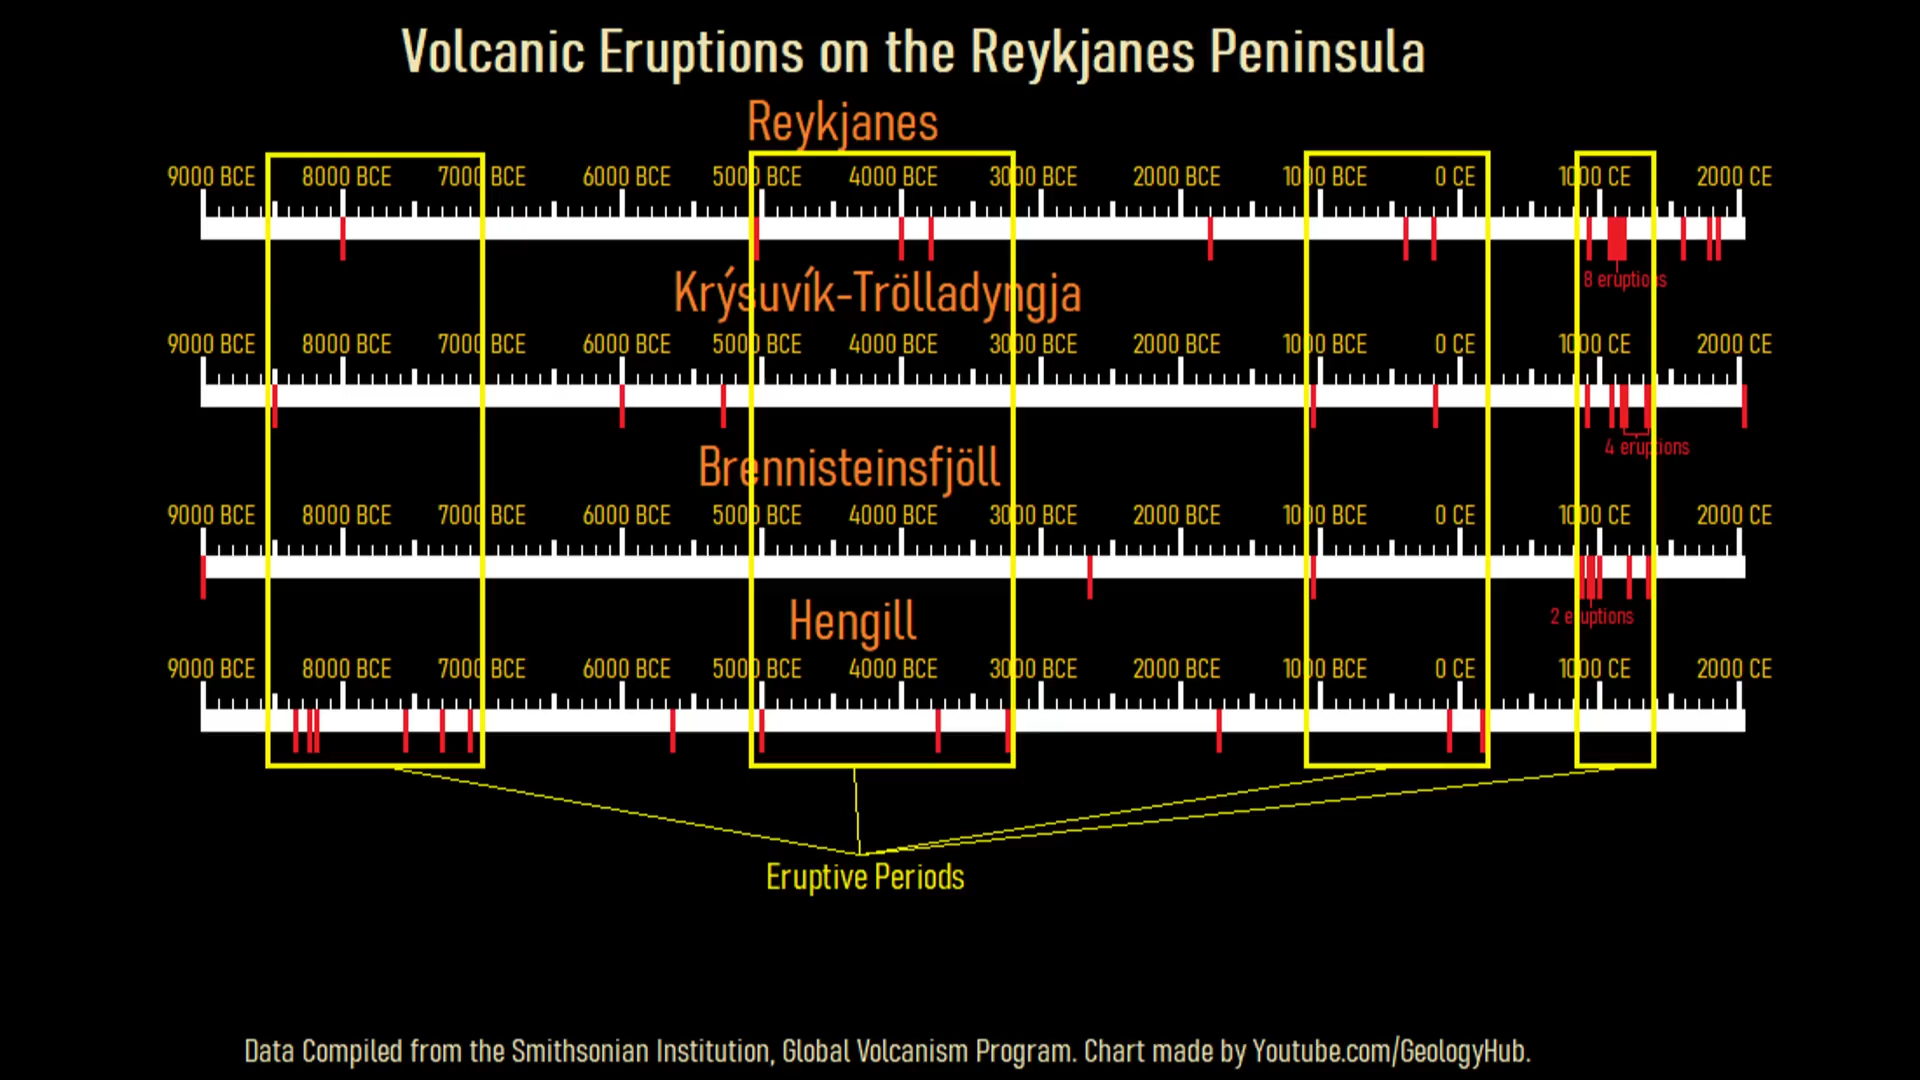 Volcanic Eruptions on the Reykjanes Peninsula
Reykjanes
9000 BCE 8000 BCE 7000 BCE 6000 BCE 5000 BCE 4000 BCE 3000 BCE 2000 BCE 1000 BCE 0 CE 1000 CE 2000 CE
8 eruptions
Krýsuvík-Trölladyngja
9000 BCE 8000 BCE 7000 BCE 6000 BCE 5000 BCE 4000 BCE 3000 BCE 2000 BCE 1000 BCE 0 CE 1000 CE 2000 CE
4 eruptions
Brennisteinsfjöll
9000 BCE 8000 BCE 7000 BCE 6000 BCE 5000 BCE 4000 BCE 3000 BCE 2000 BCE 1000 BCE 0 CE 1000 CE 2000 CE
2 eruptions
Hengill
9000 BCE 8000 BCE 7000 BCE 6000 BCE 5000 BCE 4000 BCE 3000 BCE 2000 BCE 1000 BCE 0 CE 1000 CE 2000 CE
Eruptive Periods
Data Compiled from the Smithsonian Institution, Global Volcanism Program. Chart made by Youtube.com/GeologyHub.